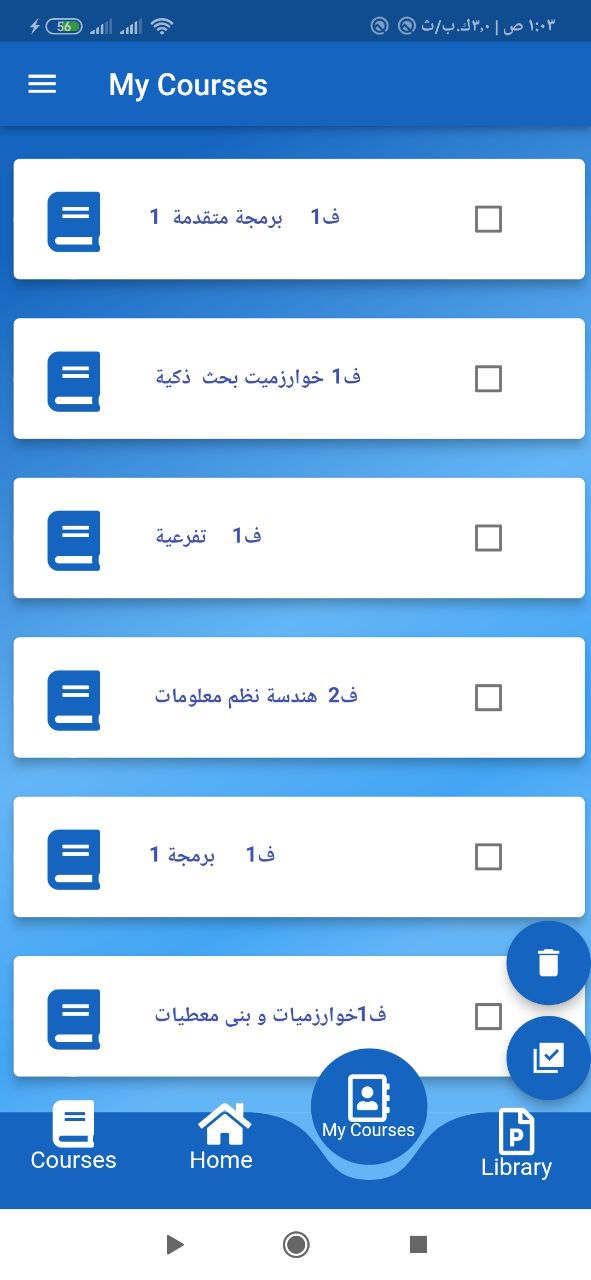 56
١:٠٣ ص | ٣٫٠ك.ب/ث
My Courses
ف1 برمجة متقدمة 1
ف1 خوارزميت بحث ذكية
ف1 تفرعية
ف2 هندسة نظم معلومات
ف1 برمجة 1
ف1خوارزميات و بنى معطيات
Courses
Home
My Courses
P
Library